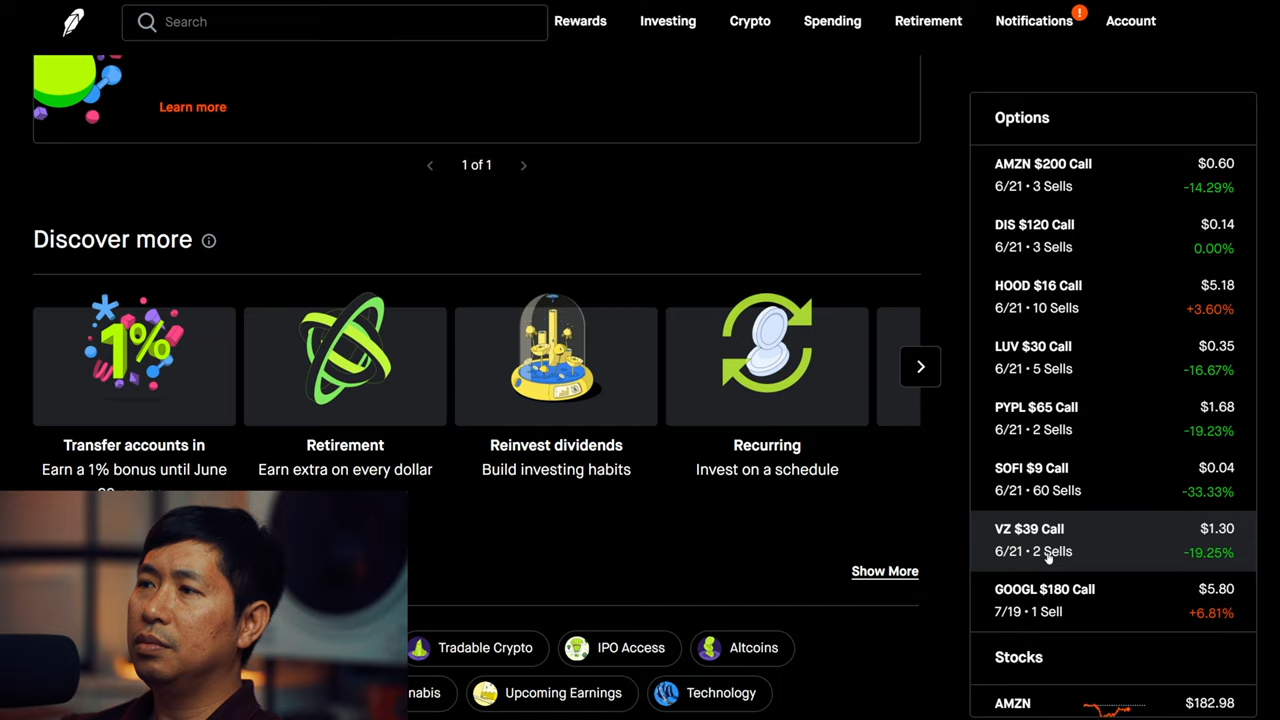 Search
Rewards
Investing
Crypto
Spending
Retirement
Notifications
!
Account
Learn more
1 of 1
Discover more
1%
Transfer accounts in
Earn a 1% bonus until June
Retirement
Earn extra on every dollar
Reinvest dividends
Build investing habits
Recurring
Invest on a schedule
Show More
Tradable Crypto
IPO Access
Altcoins
nabis
Upcoming Earnings
Technology
Options
AMZN $200 Call $0.60
6/21 • 3 Sells -14.29%
DIS $120 Call $0.14
6/21 • 3 Sells 0.00%
HOOD $16 Call $5.18
6/21 • 10 Sells +3.60%
LUV $30 Call $0.35
6/21 • 5 Sells -16.67%
PYPL $65 Call $1.68
6/21 • 2 Sells -19.23%
SOFI $9 Call $0.04
6/21 • 60 Sells -33.33%
VZ $39 Call $1.30
6/21 • 2 Sells -19.25%
GOOGL $180 Call $5.80
7/19 • 1 Sell +6.81%
Stocks
AMZN $182.98